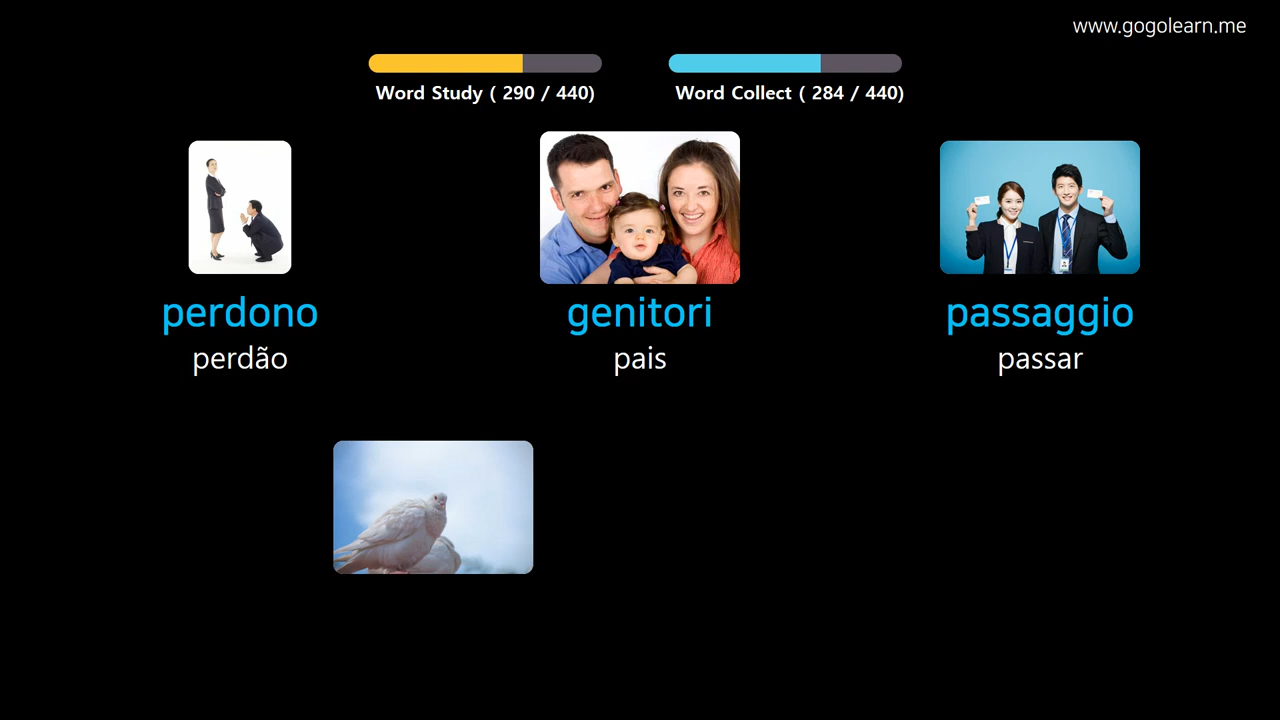 www.gogolearn.me
Word Study ( 290 / 440)
Word Collect ( 284 / 440)
perdono
perdão
genitori
pais
passaggio
passar